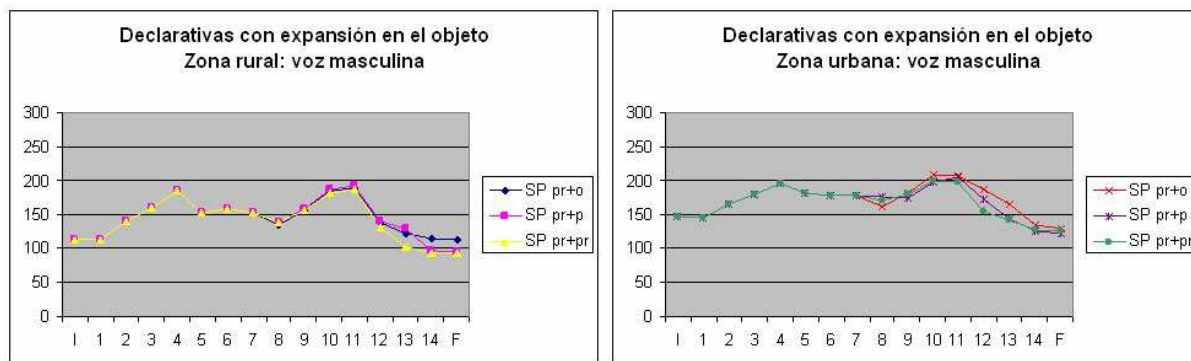 Declarativas con expansión en el objeto
Zona rural: voz masculina
300
250
200
150
100
50
0
I 1 2 3 4 5 6 7 8 9 10 11 12 13 14 F
SP pr+o
SP pr+p
SP pr+pr
Declarativas con expansión en el objeto
Zona urbana: voz masculina
300
250
200
150
100
50
0
I 1 2 3 4 5 6 7 8 9 10 11 12 13 14 F
SP pr+o
SP pr+p
SP pr+pr